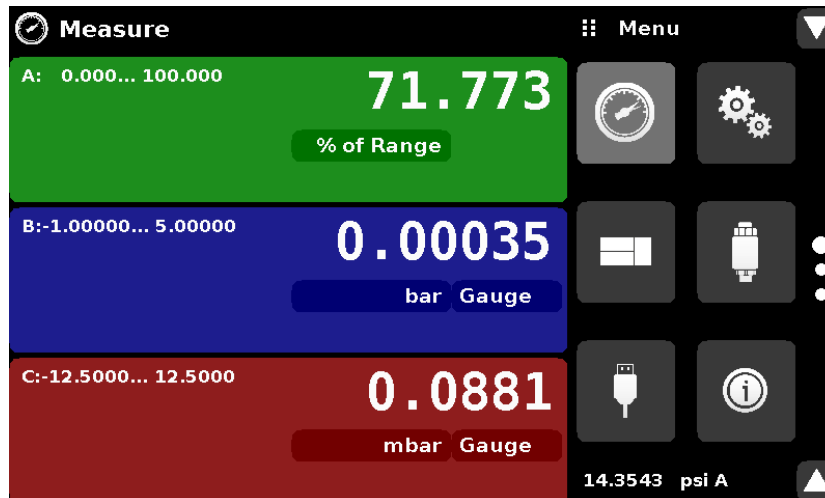 Measure
Menu
A: 0.000... 100.000
71.773
% of Range
B:-1.00000... 5.00000
0.00035
bar Gauge
C:-12.5000... 12.5000
0.0881
mbar Gauge
14.3543 psi A